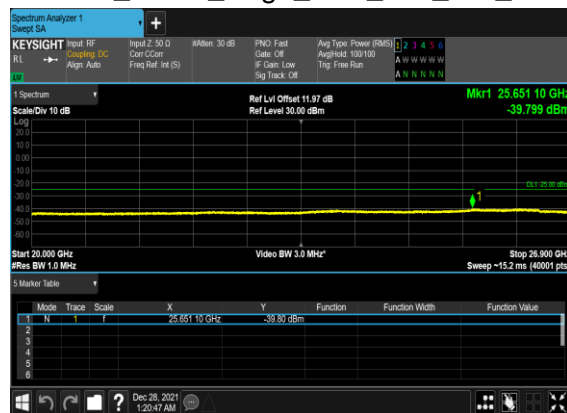 Spectrum Analyzer 1
Swept SA
+
KEYSIGHT Input: RF Input Z: 50 Ω #Atten: 30 dB PNO: Fast Avg Type: Power (RMS) 1 2 3 4 5 6
RL Coupling: DC Corr CCorr Gate: Off Avg|Hold: 100/100 A W W W W W
Align: Auto Freq Ref: Int (S) IF Gain: Low Trig: Free Run
Sig Track: Off A N N N N N
1 Spectrum Ref Lvl Offset 11.97 dB Mkr1 25.651 10 GHz
Scale/Div 10 dB Ref Level 30.00 dBm -39.799 dBm
Log
20.0
10.0
0.00
-10.0
-20.0 DL1 -25.00 dBm
-30.0 1
-40.0
-50.0
-60.0
Start 20.000 GHz Video BW 3.0 MHz* Stop 26.900 GHz
#Res BW 1.0 MHz Sweep ~15.2 ms (40001 pts)
5 Marker Table
Mode Trace Scale X Y Function Function Width Function Value
1 N 1 f 25.651 10 GHz -39.80 dBm
2
3
4
5
6
? Dec 28, 2021
1:20:47 AM